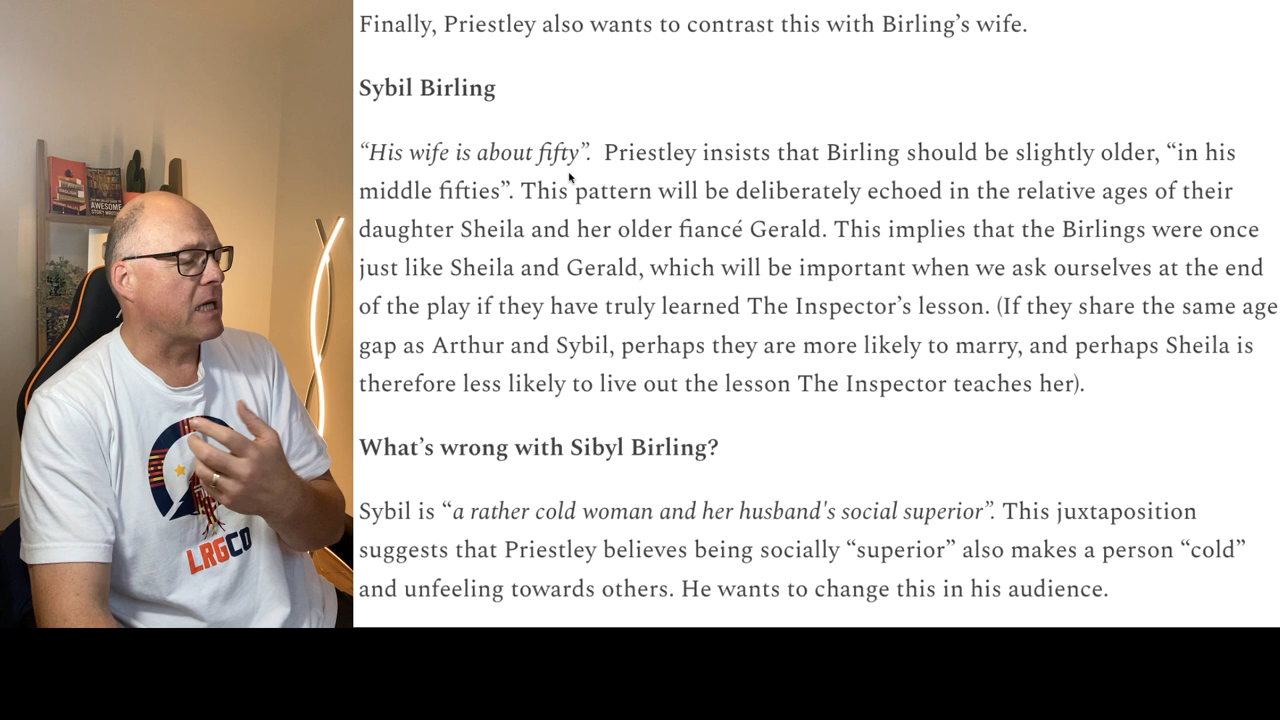 Finally, Priestley also wants to contrast this with Birling’s wife.
Sybil Birling
“His wife is about fifty”.  Priestley insists that Birling should be slightly older, “in his
middle fifties”. This pattern will be deliberately echoed in the relative ages of their
daughter Sheila and her older fiancé Gerald. This implies that the Birlings were once
just like Sheila and Gerald, which will be important when we ask ourselves at the end
of the play if they have truly learned The Inspector’s lesson. (If they share the same age
gap as Arthur and Sybil, perhaps they are more likely to marry, and perhaps Sheila is
therefore less likely to live out the lesson The Inspector teaches her).
What’s wrong with Sibyl Birling?
Sybil is “a rather cold woman and her husband's social superior”. This juxtaposition
suggests that Priestley believes being socially “superior” also makes a person “cold”
and unfeeling towards others. He wants to change this in his audience.
AWESOME
LRGCO